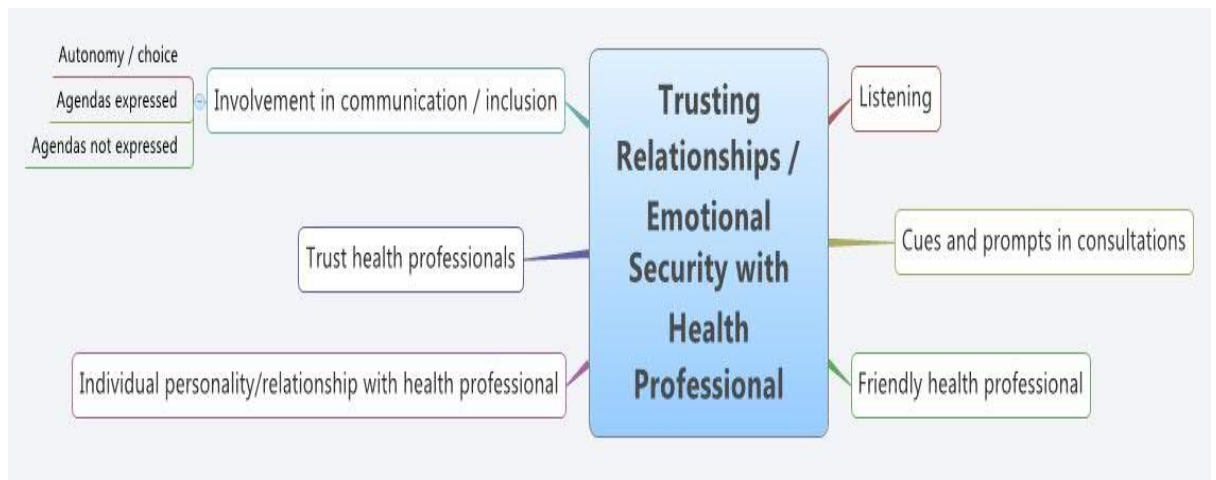 Autonomy / choice
Agendas expressed
Agendas not expressed
Involvement in communication / inclusion
Trust health professionals
Individual personality/relationship with health professional
Trusting
Relationships /
Emotional
Security with
Health
Professional
Listening
Cues and prompts in consultations
Friendly health professional